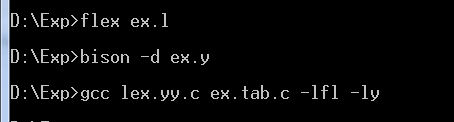 D:\Exp>flex ex.l
D:\Exp>bison -d ex.y
D:\Exp>gcc lex.yy.c ex.tab.c -lfl -ly